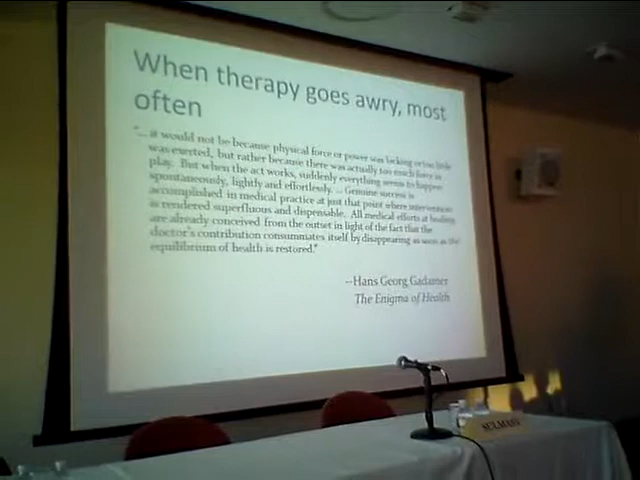 When therapy goes awry, most
often
"... it would not be because physical force or power was lacking or too little
was exerted, but rather because there was actually too much force in
play. But when the act works, suddenly everything seems to happen
spontaneously, lightly and effortlessly. ... Genuine success is
accomplished in medical practice at just that point where intervention
is rendered superfluous and dispensable. All medical efforts at healing
are already conceived from the outset in light of the fact that the
doctor's contribution consummates itself by disappearing as soon as the
equilibrium of health is restored."
--Hans Georg Gadamer
The Enigma of Health
SULMASY